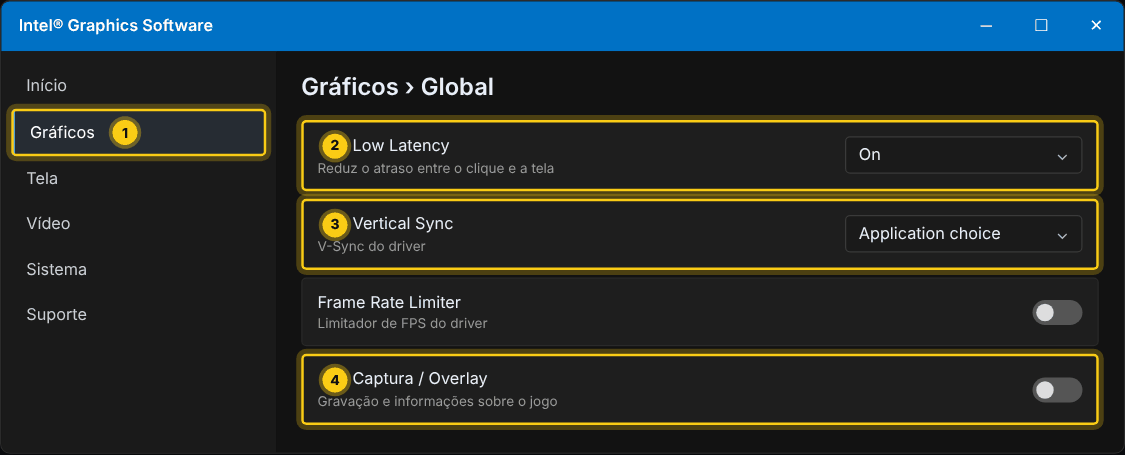 Intel® Graphics Software
Início
Gráficos 1
Tela
Vídeo
Sistema
Suporte
Gráficos › Global
2 Low Latency
Reduz o atraso entre o clique e a tela
On
3 Vertical Sync
V-Sync do driver
Application choice
Frame Rate Limiter
Limitador de FPS do driver
4 Captura / Overlay
Gravação e informações sobre o jogo